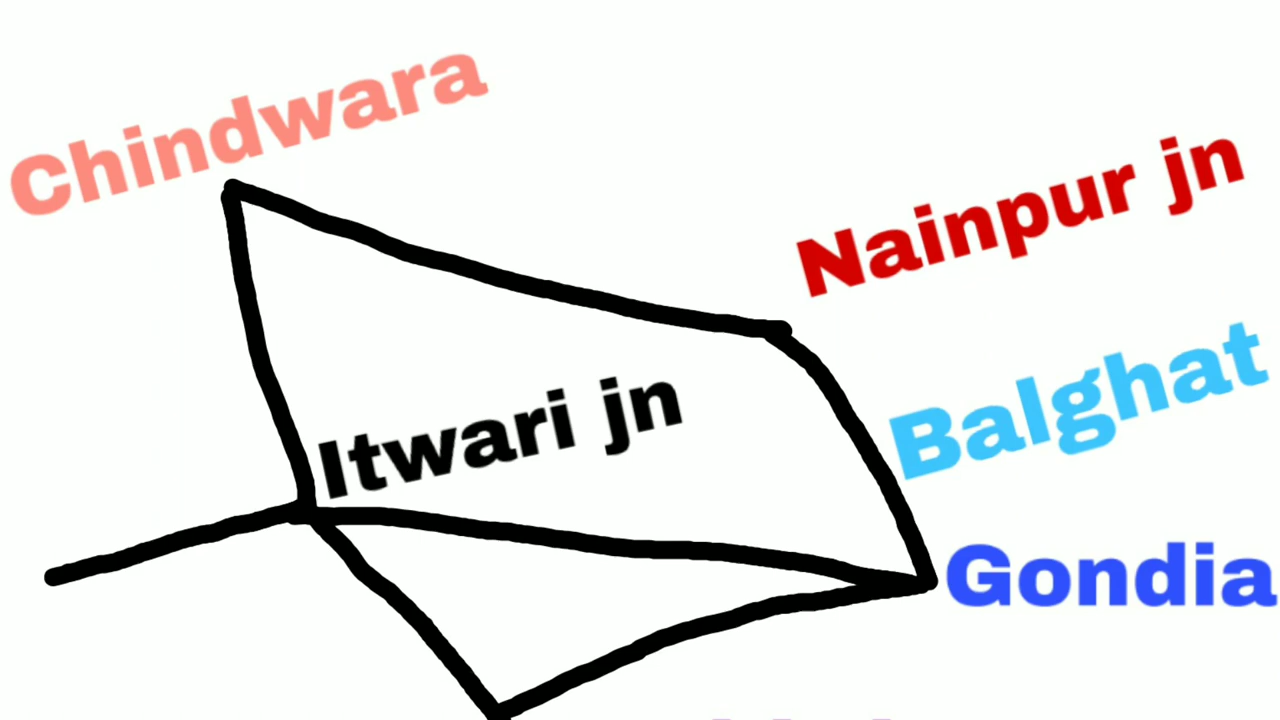 Chindwara
Nainpur jn
Itwari jn
Balghat
Gondia